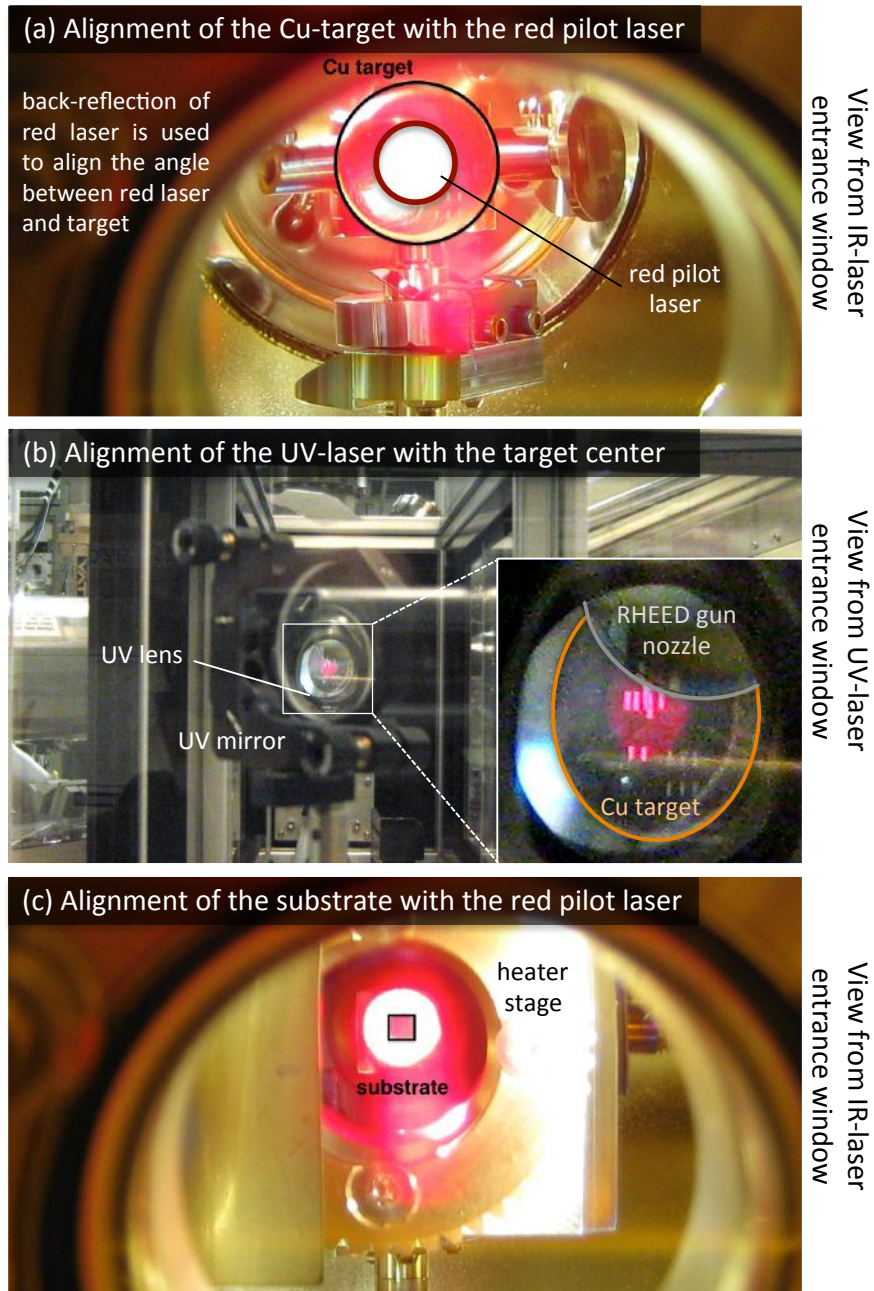 (a) Alignment of the Cu-target with the red pilot laser
Cu target
back-reflection of
red laser is used
to align the angle
between red laser
and target
red pilot
laser
View from IR-laser
entrance window
(b) Alignment of the UV-laser with the target center
UV lens
UV mirror
RHEED gun
nozzle
Cu target
View from UV-laser
entrance window
(c) Alignment of the substrate with the red pilot laser
heater
stage
substrate
View from IR-laser
entrance window